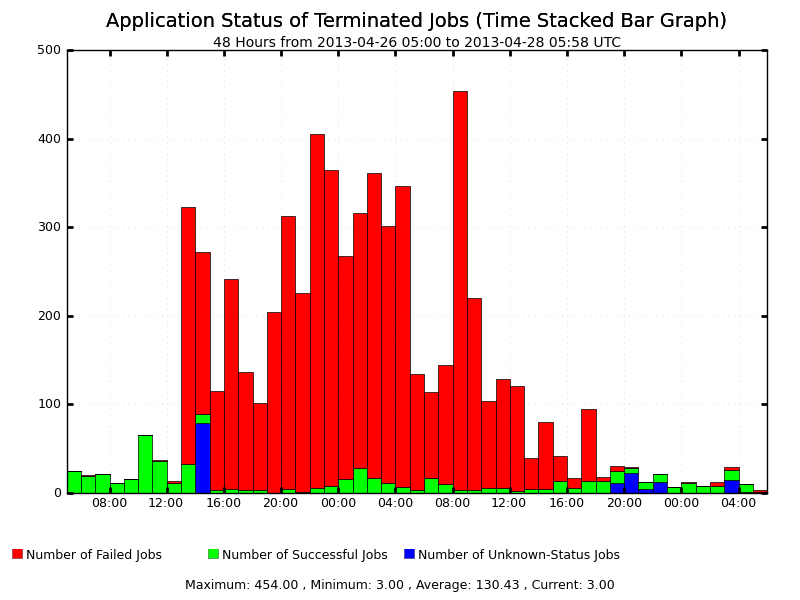 Application Status of Terminated Jobs (Time Stacked Bar Graph)
48 Hours from 2013-04-26 05:00 to 2013-04-28 05:58 UTC
500
400
300
200
100
0
08:00 12:00 16:00 20:00 00:00 04:00 08:00 12:00 16:00 20:00 00:00 04:00
Number of Failed Jobs Number of Successful Jobs Number of Unknown-Status Jobs
Maximum: 454.00 , Minimum: 3.00 , Average: 130.43 , Current: 3.00